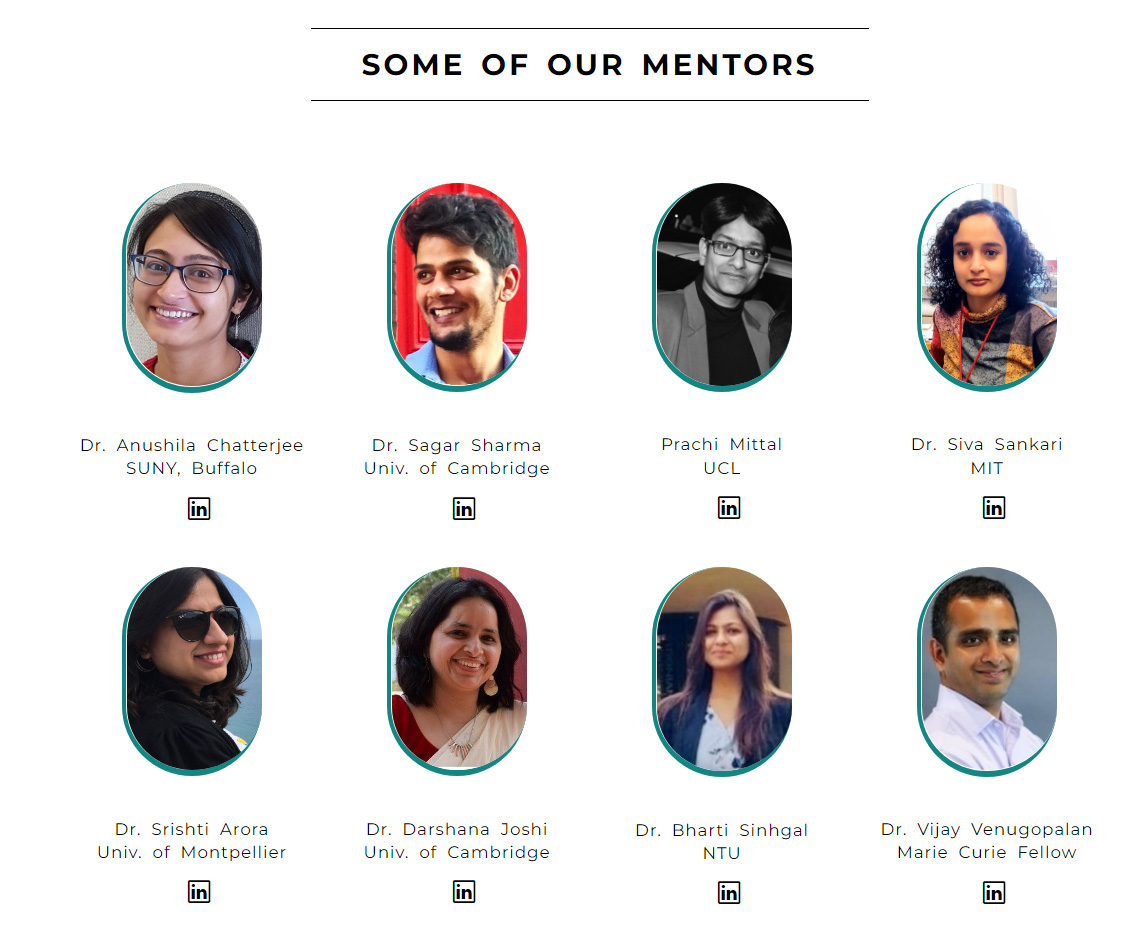 SOME OF OUR MENTORS
Dr. Anushila Chatterjee
SUNY, Buffalo
Dr. Sagar Sharma
Univ. of Cambridge
Prachi Mittal
UCL
Dr. Siva Sankari
MIT
in
in
in
in
Dr. Srishti Arora
Univ. of Montpellier
Dr. Darshana Joshi
Univ. of Cambridge
Dr. Bharti Sinhgal
NTU
Dr. Vijay Venugopalan
Marie Curie Fellow
in
in
in
in